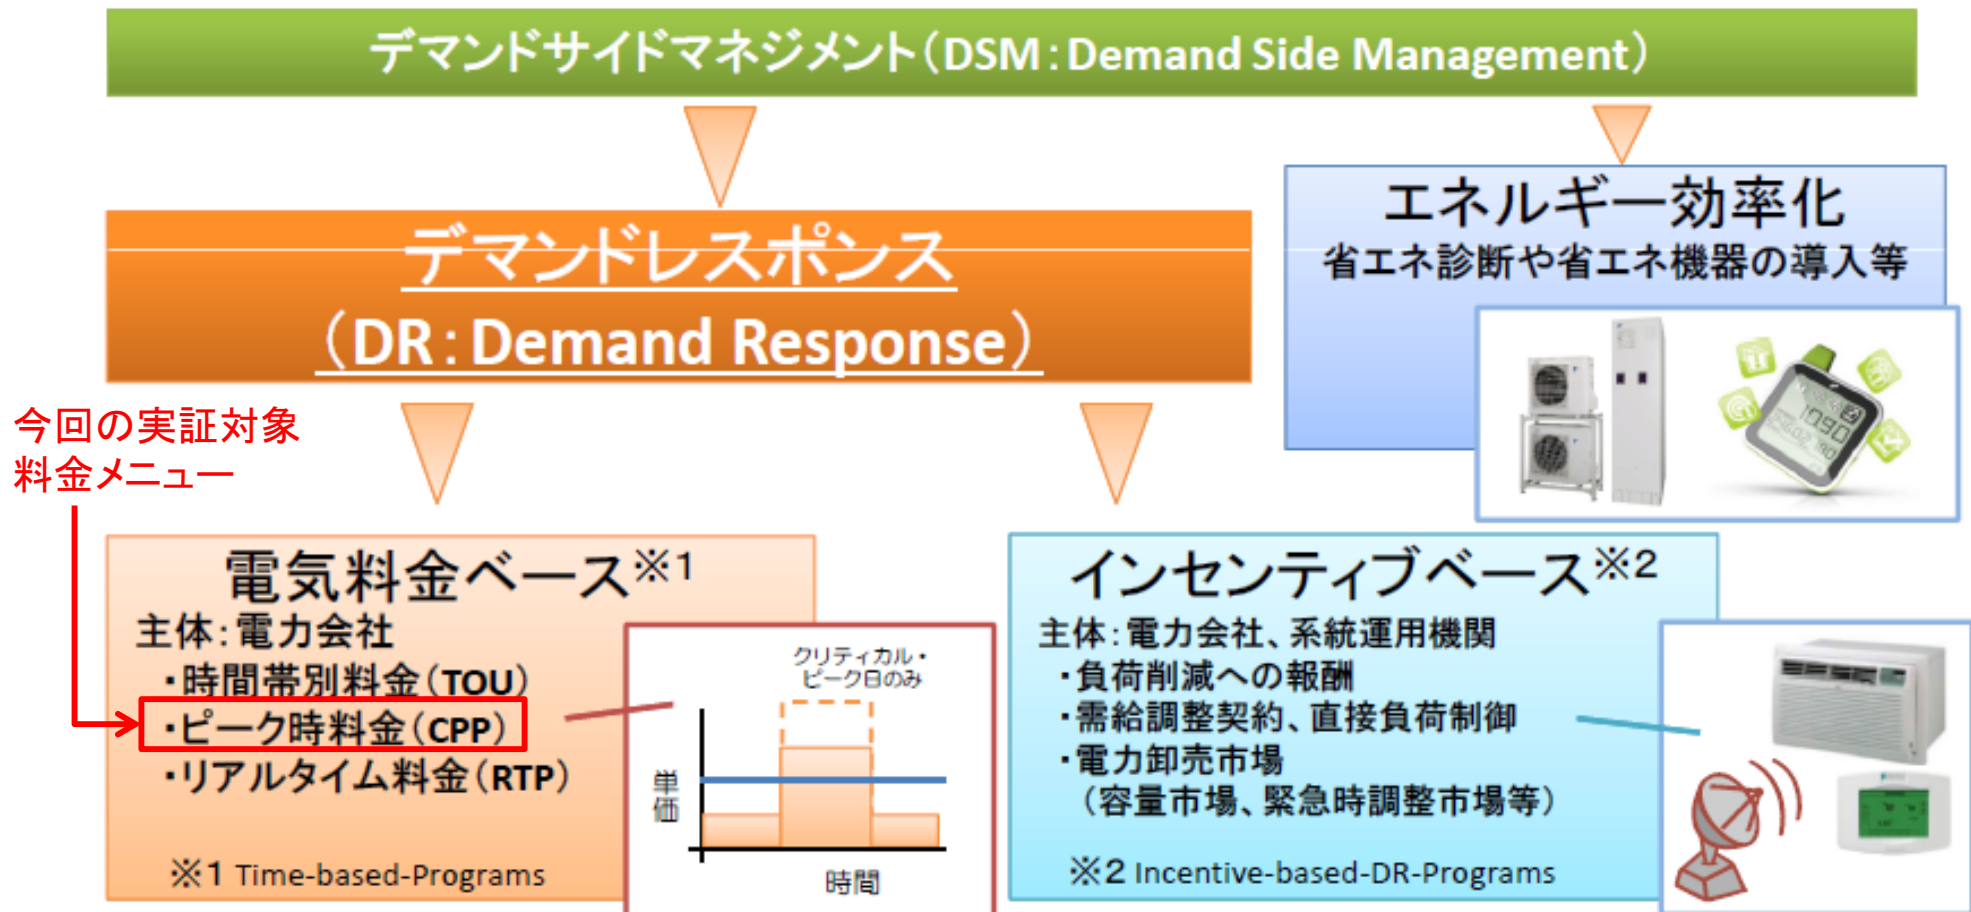 デマンドサイドマネジメント（DSM：Demand Side Management）
デマンドレスポンス
（DR：Demand Response）
エネルギー効率化
省エネ診断や省エネ機器の導入等
今回の実証対象
料金メニュー
電気料金ベース※1
主体：電力会社
・時間帯別料金（TOU）
・ピーク時料金（CPP）
・リアルタイム料金（RTP）
※1 Time-based-Programs
クリティカル・
ピーク日のみ
単価
時間
インセンティブベース※2
主体：電力会社、系統運用機関
・負荷削減への報酬
・需給調整契約、直接負荷制御
・電力卸売市場
（容量市場、緊急時調整市場等）
※2 Incentive-based-DR-Programs